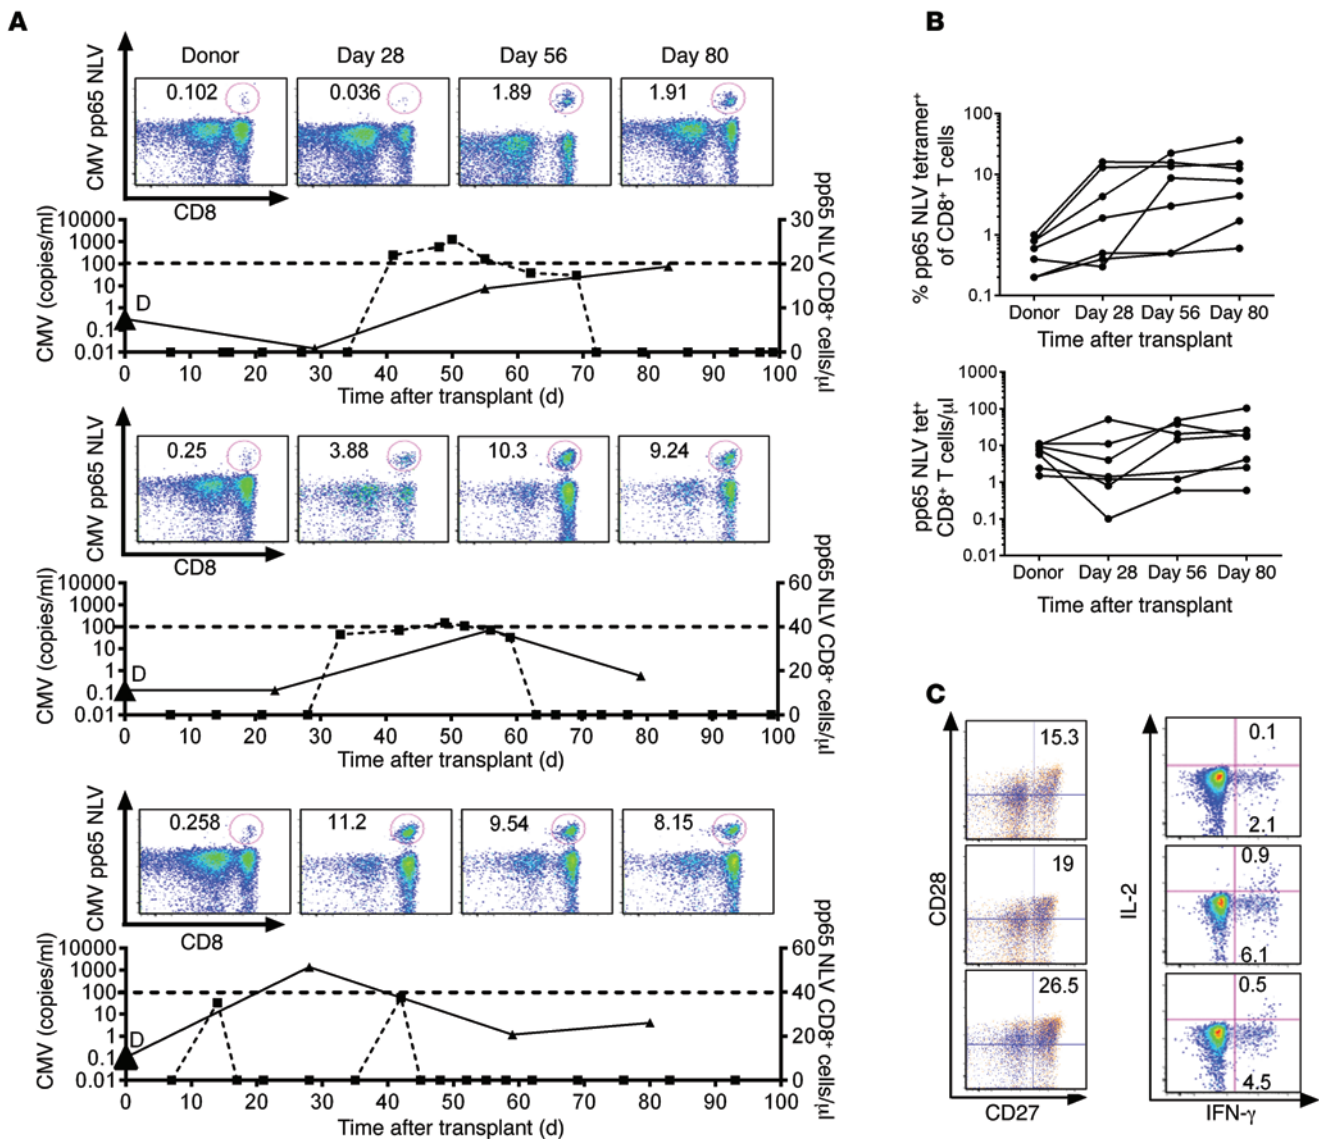 A
Donor
Day 28
Day 56
Day 80
CMV pp65 NLV
0.102
0.036
1.89
1.91
CD8
CMV (copies/ml)
10000
1000
100
10
1
0.1
0.01
D
30
20
10
0
pp65 NLV CD8⁺ cells/µl
0 10 20 30 40 50 60 70 80 90 100
Time after transplant (d)
CMV pp65 NLV
0.25
3.88
10.3
9.24
CD8
CMV (copies/ml)
10000
1000
100
10
1
0.1
0.01
D
60
40
20
0
pp65 NLV CD8⁺ cells/µl
0 10 20 30 40 50 60 70 80 90 100
Time after transplant (d)
CMV pp65 NLV
0.258
11.2
9.54
8.15
CD8
CMV (copies/ml)
10000
1000
100
10
1
0.1
0.01
D
60
40
20
0
pp65 NLV CD8⁺ cells/µl
0 10 20 30 40 50 60 70 80 90 100
Time after transplant (d)
B
% pp65 NLV tetramer⁺
of CD8⁺ T cells
100
10
1
0.1
Donor Day 28 Day 56 Day 80
Time after transplant
pp65 NLV tet⁺
CD8⁺ T cells/µl
1000
100
10
1
0.1
0.01
Donor Day 28 Day 56 Day 80
Time after transplant
C
CD28
15.3
19
26.5
CD27
IL-2
0.1
2.1
0.9
6.1
0.5
4.5
IFN-γ